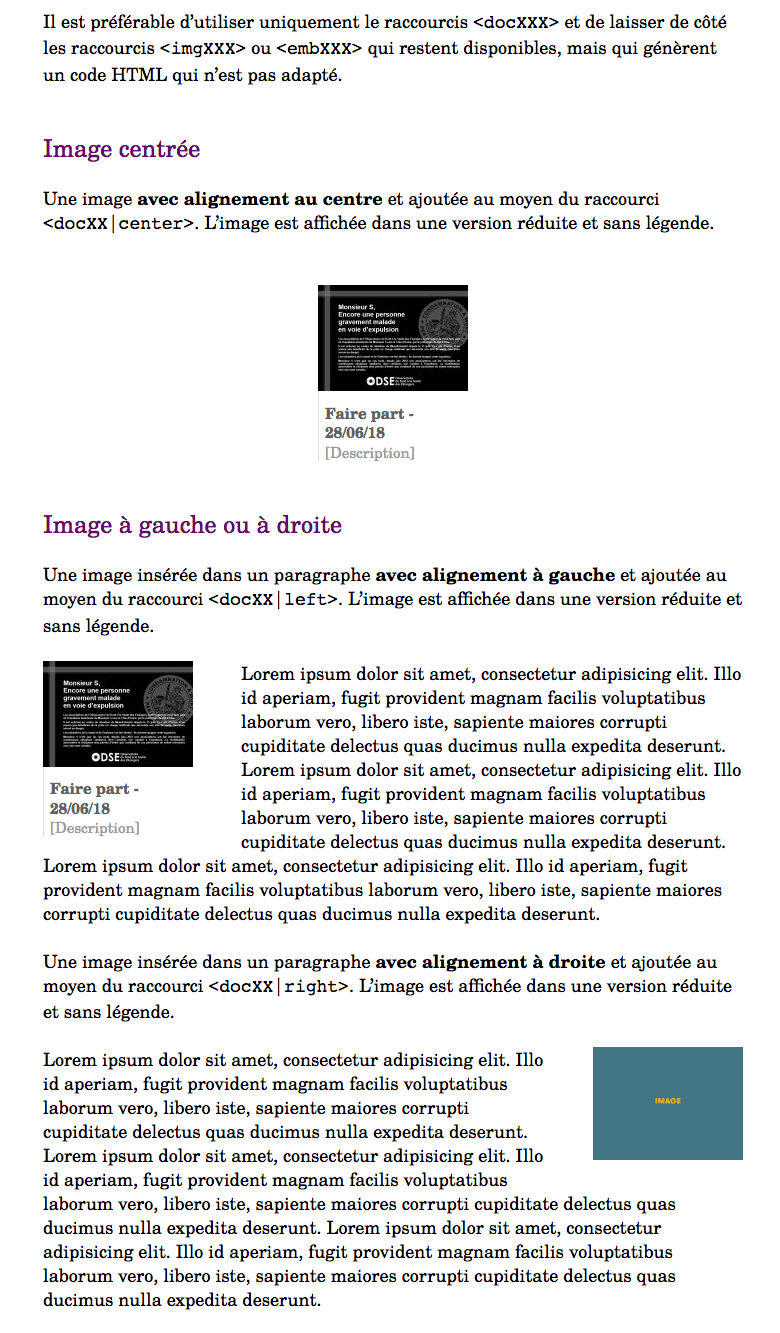 Il est préférable d’utiliser uniquement le raccourcis <docXXX> et de laisser de côté
les raccourcis <imgXXX> ou <embXXX> qui restent disponibles, mais qui génèrent
un code HTML qui n’est pas adapté.
Image centrée
Une image avec alignement au centre et ajoutée au moyen du raccourci
<docXX|center>. L’image est affichée dans une version réduite et sans légende.
Monsieur S,
Encore une personne
gravement malade
en voie d’expulsion
ODSE
Faire part -
28/06/18
[Description]
Image à gauche ou à droite
Une image insérée dans un paragraphe avec alignement à gauche et ajoutée au
moyen du raccourci <docXX|left>. L’image est affichée dans une version réduite et
sans légende.
Monsieur S,
Encore une personne
gravement malade
en voie d’expulsion
ODSE
Faire part -
28/06/18
[Description]
Lorem ipsum dolor sit amet, consectetur adipisicing elit. Illo
id aperiam, fugit provident magnam facilis voluptatibus
laborum vero, libero iste, sapiente maiores corrupti
cupiditate delectus quas ducimus nulla expedita deserunt.
Lorem ipsum dolor sit amet, consectetur adipisicing elit. Illo
id aperiam, fugit provident magnam facilis voluptatibus
laborum vero, libero iste, sapiente maiores corrupti
cupiditate delectus quas ducimus nulla expedita deserunt.
Lorem ipsum dolor sit amet, consectetur adipisicing elit. Illo id aperiam, fugit
provident magnam facilis voluptatibus laborum vero, libero iste, sapiente maiores
corrupti cupiditate delectus quas ducimus nulla expedita deserunt.
Une image insérée dans un paragraphe avec alignement à droite et ajoutée au
moyen du raccourci <docXX|right>. L’image est affichée dans une version réduite
et sans légende.
Lorem ipsum dolor sit amet, consectetur adipisicing elit. Illo
id aperiam, fugit provident magnam facilis voluptatibus
laborum vero, libero iste, sapiente maiores corrupti
cupiditate delectus quas ducimus nulla expedita deserunt.
Lorem ipsum dolor sit amet, consectetur adipisicing elit. Illo
id aperiam, fugit provident magnam facilis voluptatibus
laborum vero, libero iste, sapiente maiores corrupti cupiditate delectus quas
ducimus nulla expedita deserunt. Lorem ipsum dolor sit amet, consectetur
adipisicing elit. Illo id aperiam, fugit provident magnam facilis voluptatibus
laborum vero, libero iste, sapiente maiores corrupti cupiditate delectus quas
ducimus nulla expedita deserunt.
IMAGE